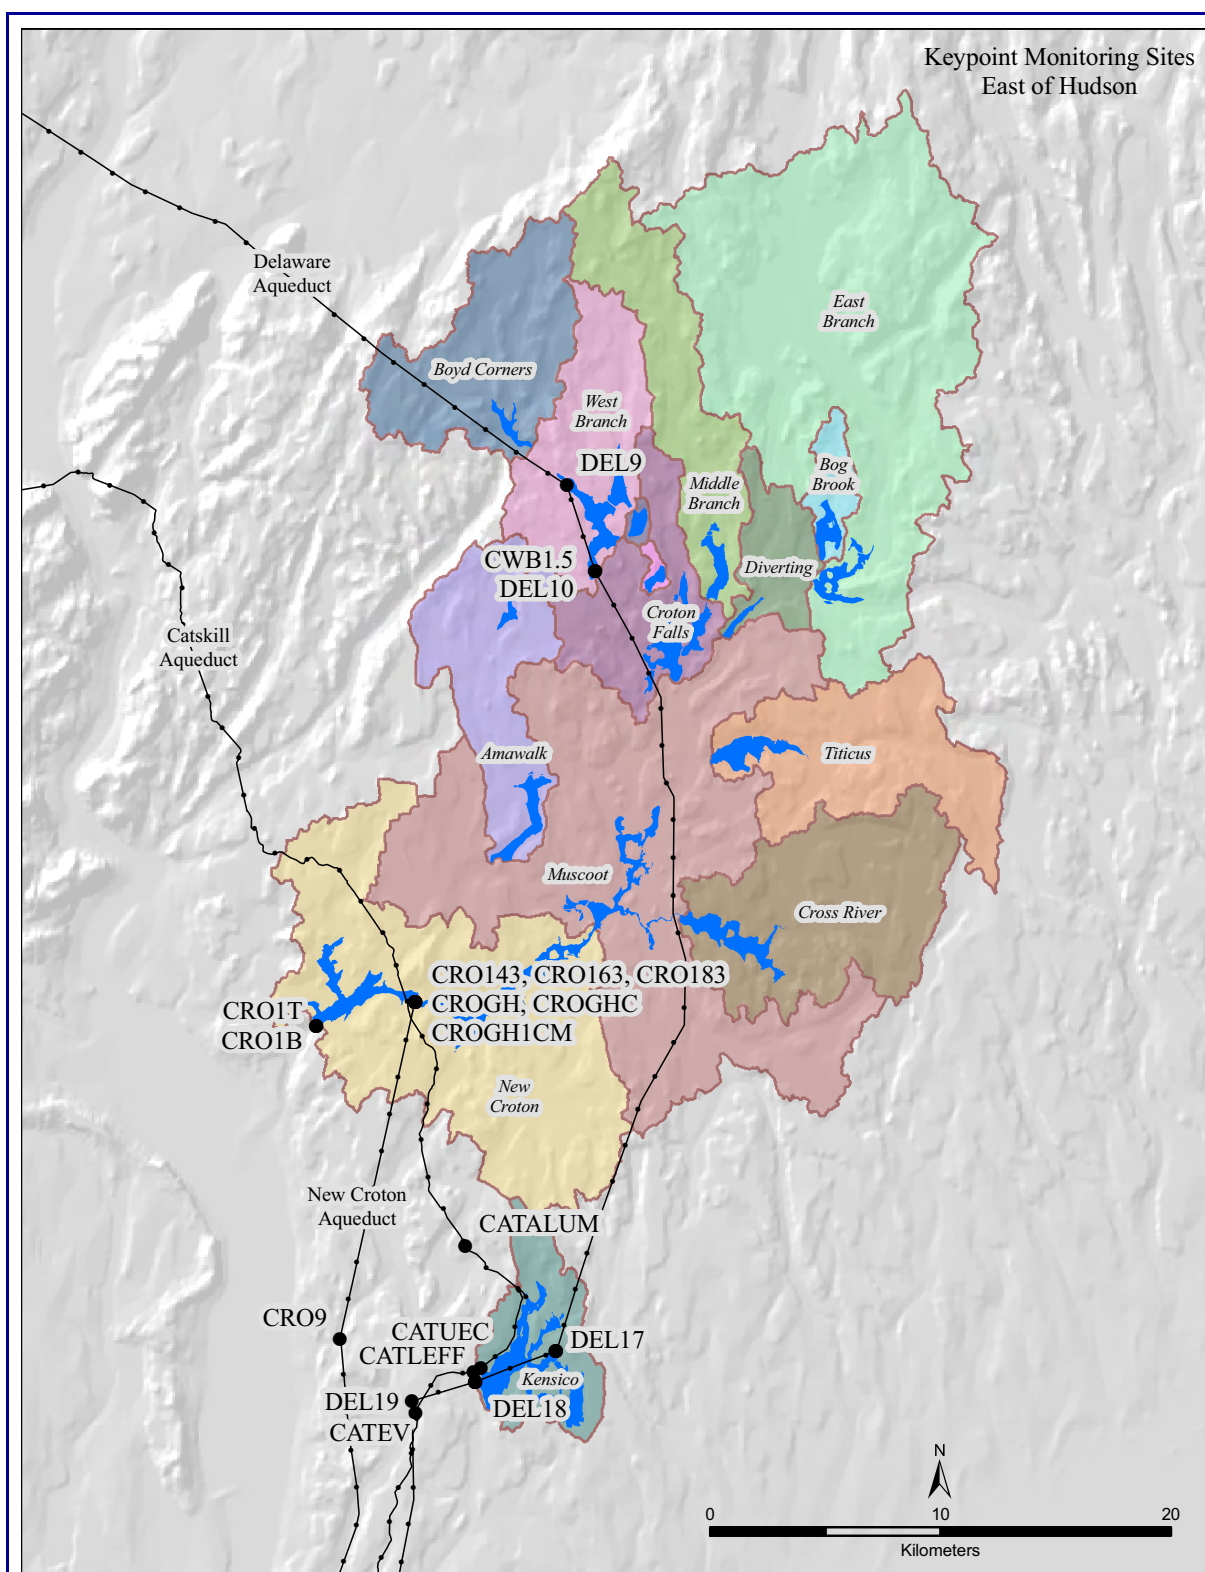 Keypoint Monitoring Sites
East of Hudson
Delaware
Aqueduct
East
Branch
Boyd Corners
West
Branch
DEL9
Middle
Branch
Bog
Brook
CWB1.5
DEL10
Diverting
Croton
Falls
Catskill
Aqueduct
Amawalk
Titicus
Muscoot
Cross River
CRO143, CRO163, CRO183
CROGH, CROGHC
CROGH1CM
CRO1T
CRO1B
New
Croton
New Croton
Aqueduct
CATALUM
CRO9
CATUEC
CATLEFF
DEL17
Kensico
DEL19
DEL18
CATEV
N
0
10
20
Kilometers